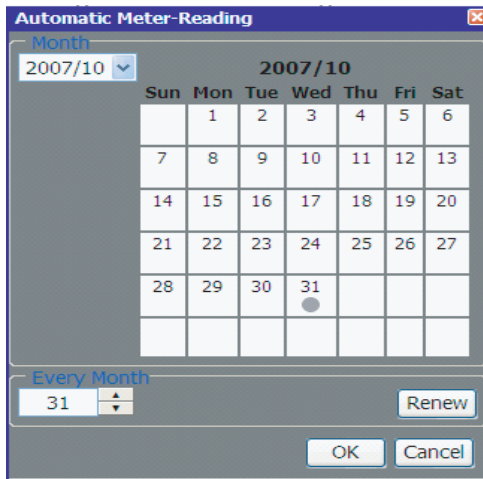 Automatic Meter-Reading
Month
2007/10
2007/10
Sun Mon Tue Wed Thu Fri Sat
1 2 3 4 5 6
7 8 9 10 11 12 13
14 15 16 17 18 19 20
21 22 23 24 25 26 27
28 29 30 31
Every Month
31
Renew
OK Cancel